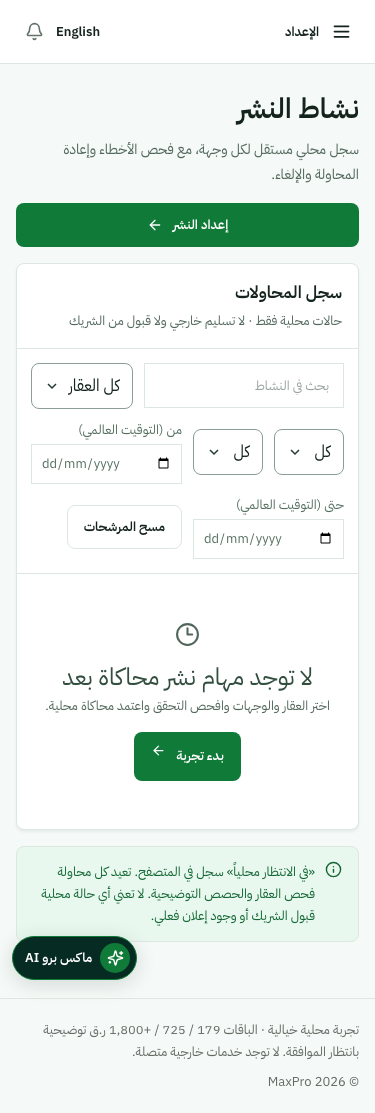 الإعداد
English
نشاط النشر
سجل محلي مستقل لكل وجهة، مع فحص الأخطاء وإعادة
المحاولة والإلغاء.
إعداد النشر
سجل المحاولات
حالات محلية فقط · لا تسليم خارجي ولا قبول من الشريك
بحث في النشاط
كل العقار
كل
كل
من (التوقيت العالمي)
dd/mm/yyyy
حتى (التوقيت العالمي)
dd/mm/yyyy
مسح المرشحات
لا توجد مهام نشر محاكاة بعد
اختر العقار والوجهات وافحص التحقق واعتمد محاكاة محلية.
بدء تجربة
«في الانتظار محلياً» سجل في المتصفح. تعيد كل محاولة
فحص العقار والحصص التوضيحية. لا تعني أي حالة محلية
قبول الشريك أو وجود إعلان فعلي.
ماكس برو AI
تجربة محلية خيالية · الباقات 179 / 725 / +1,800 ر.ق توضيحية
بانتظار الموافقة. لا توجد خدمات خارجية متصلة.
© 2026 MaxPro